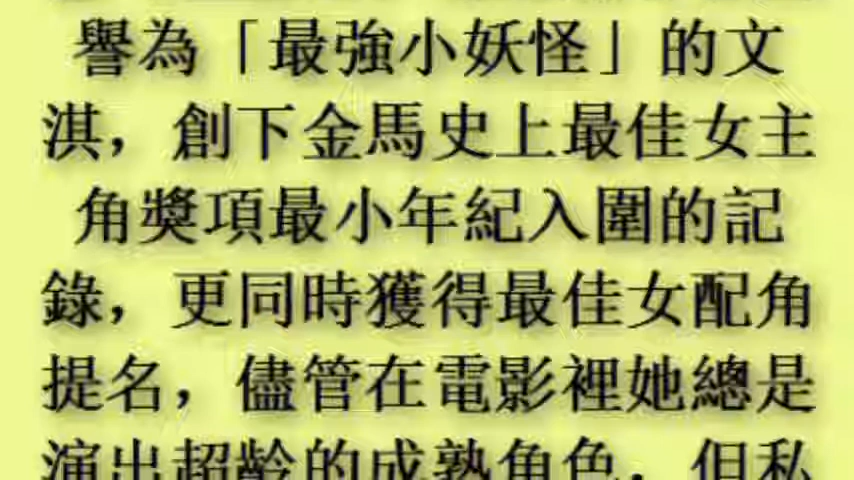 譽為「最強小妖怪」的文
淇，創下金馬史上最佳女主
角獎項最小年紀入圍的記
錄，更同時獲得最佳女配角
提名，儘管在電影裡她總是
演出超齡的成熟角色，但私